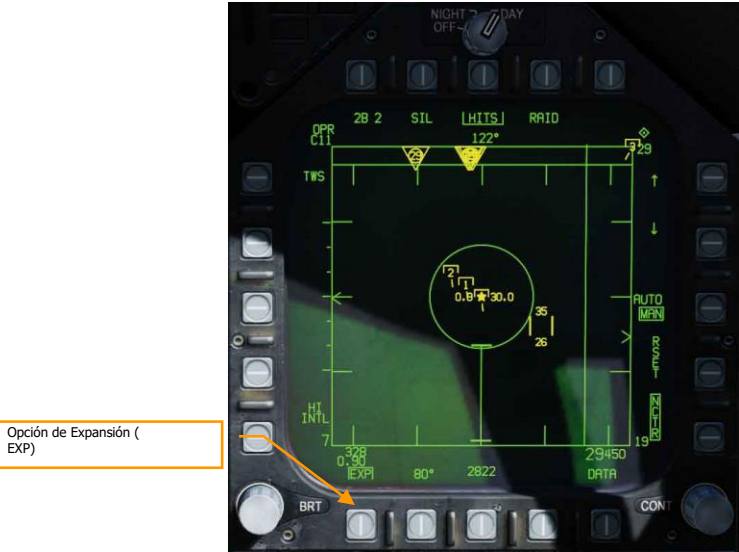 NIGHT DAY
OFF
2B 2 SIL HITS RAID
OPR
C11
122°
29
29
TWS
2
1
0.8 30.0
35
26
AUTO
MAN
RSET
HI
INTL
NCTR
7
19
328
0.90
29450
EXP 80° 2822 DATA
BRT
CONT
Opción de Expansión (
EXP)